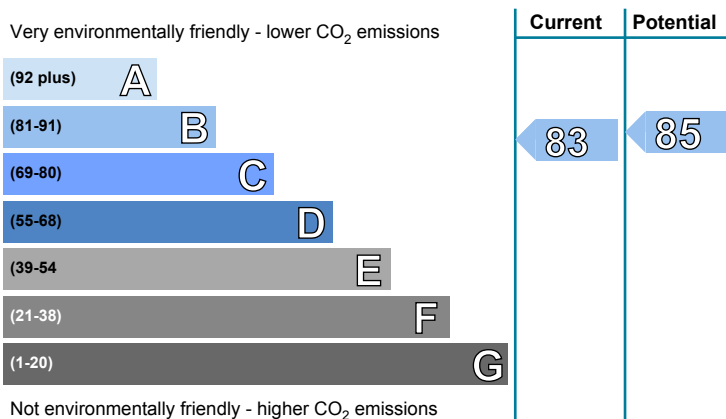 Current Potential
Very environmentally friendly - lower CO₂ emissions
(92 plus) A
(81-91) B
83 85
(69-80) C
(55-68) D
(39-54 E
(21-38) F
(1-20) G
Not environmentally friendly - higher CO₂ emissions